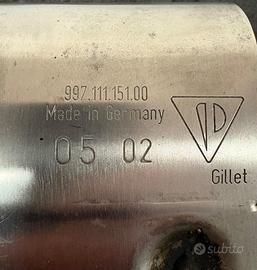 997.111.151.00
Made in Germany
05 02
Gillet
subito